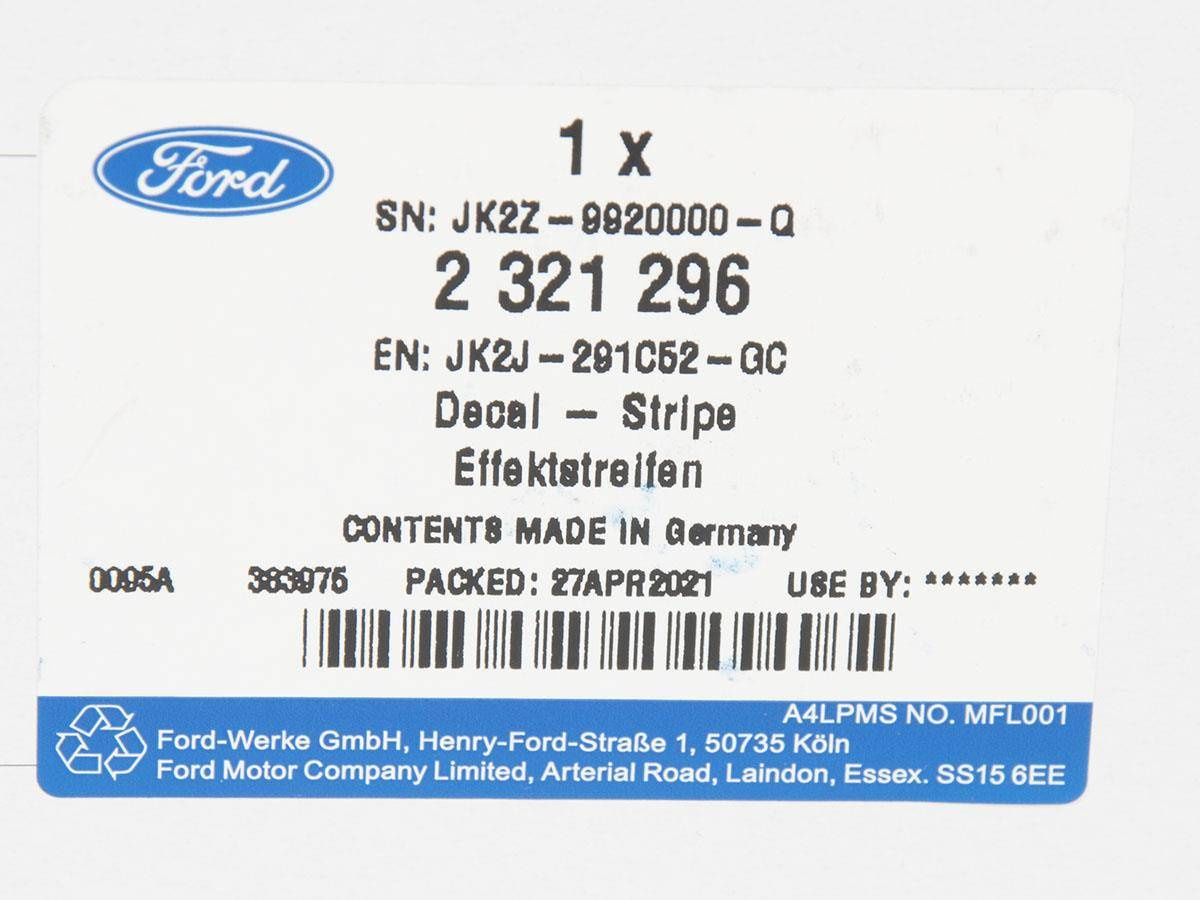 Ford
1 x
SN: JK2Z-9920000-Q
2 321 296
EN: JK2J-291C52-GC
Decal - Stripe
Effektstreifen
CONTENTS MADE IN Germany
0095A 383975 PACKED: 27APR2021 USE BY: *******
A4LPMS NO. MFL001
Ford-Werke GmbH, Henry-Ford-Straße 1, 50735 Köln
Ford Motor Company Limited, Arterial Road, Laindon, Essex. SS15 6EE